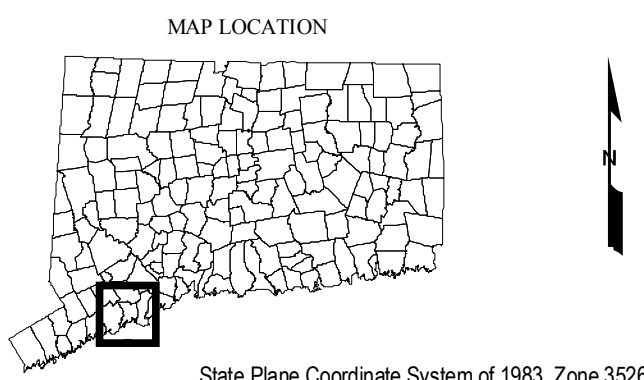 MAP LOCATION
N
State Plane Coordinate System of 1983, Zone 3526